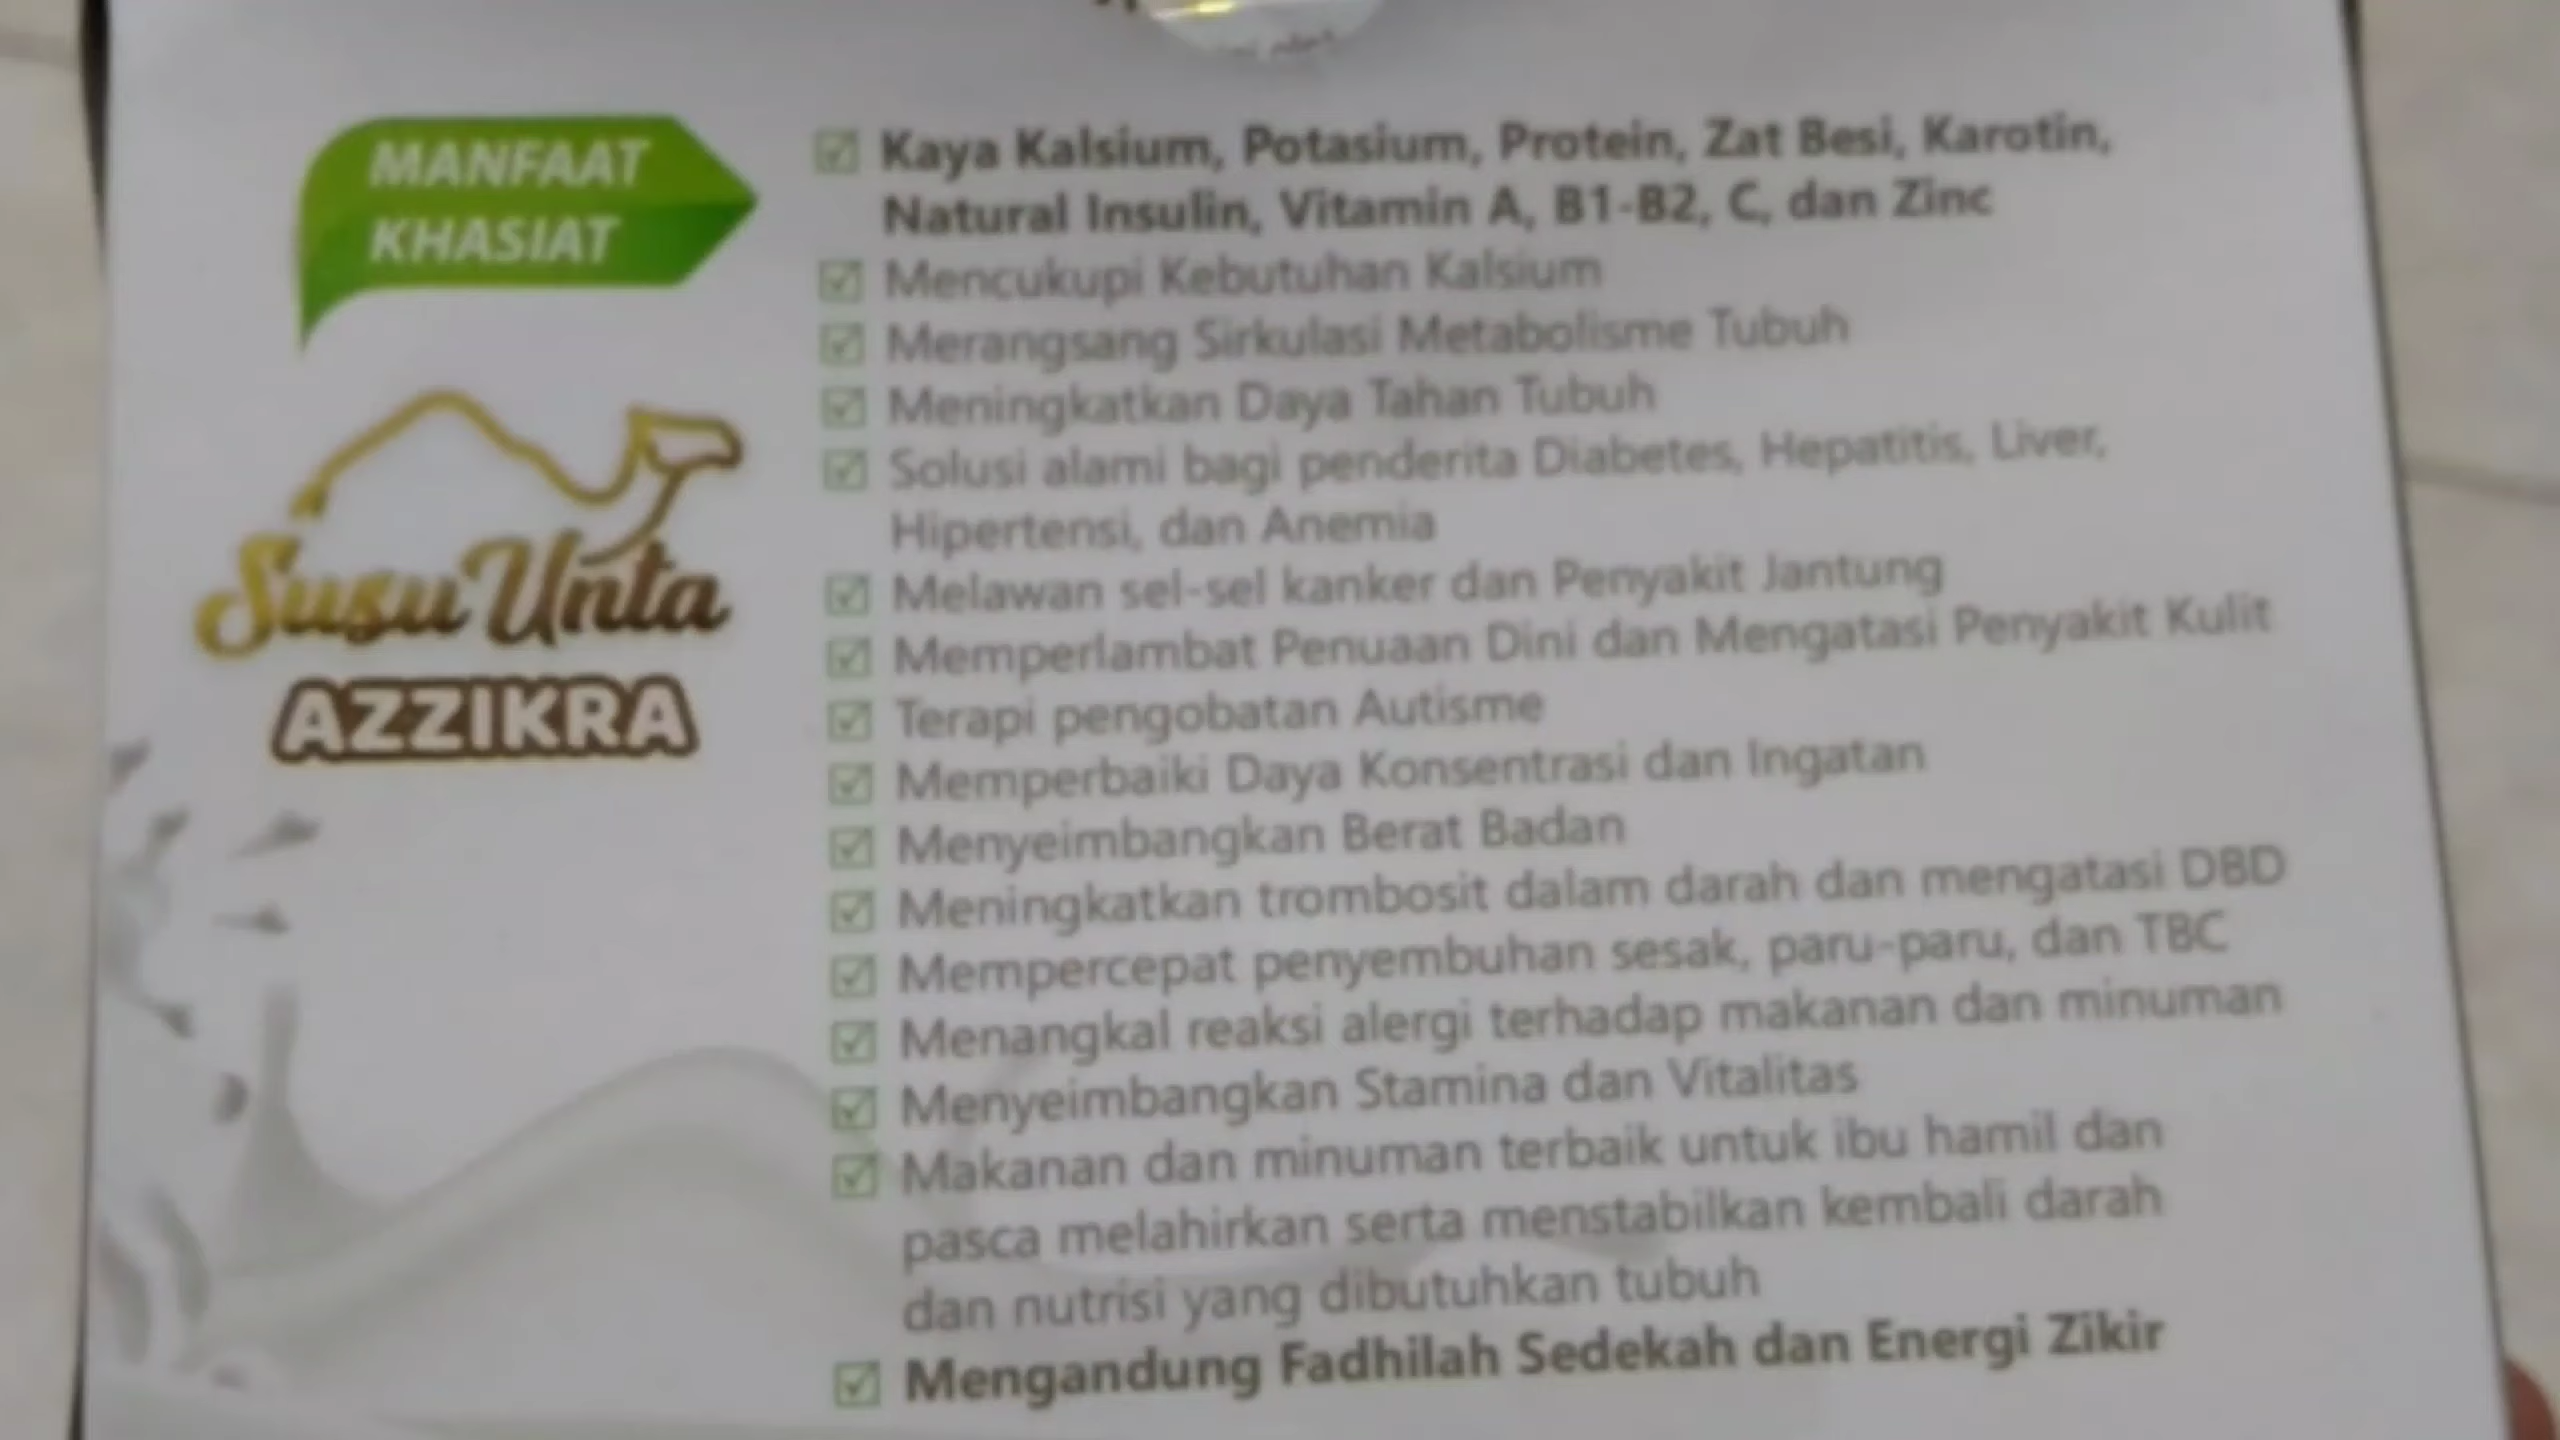 MANFAAT
KHASIAT
Susu Unta
AZZIKRA
Kaya Kalsium, Potasium, Protein, Zat Besi, Karotin,
Natural Insulin, Vitamin A, B1-B2, C, dan Zinc
Mencukupi Kebutuhan Kalsium
Merangsang Sirkulasi Metabolisme Tubuh
Meningkatkan Daya Tahan Tubuh
Solusi alami bagi penderita Diabetes, Hepatitis, Liver,
Hipertensi, dan Anemia
Melawan sel-sel kanker dan Penyakit Jantung
Memperlambat Penuaan Dini dan Mengatasi Penyakit Kulit
Terapi pengobatan Autisme
Memperbaiki Daya Konsentrasi dan Ingatan
Menyeimbangkan Berat Badan
Meningkatkan trombosit dalam darah dan mengatasi DBD
Mempercepat penyembuhan sesak, paru-paru, dan TBC
Menangkal reaksi alergi terhadap makanan dan minuman
Menyeimbangkan Stamina dan Vitalitas
Makanan dan minuman terbaik untuk ibu hamil dan
pasca melahirkan serta menstabilkan kembali darah
dan nutrisi yang dibutuhkan tubuh
Mengandung Fadhilah Sedekah dan Energi Zikir